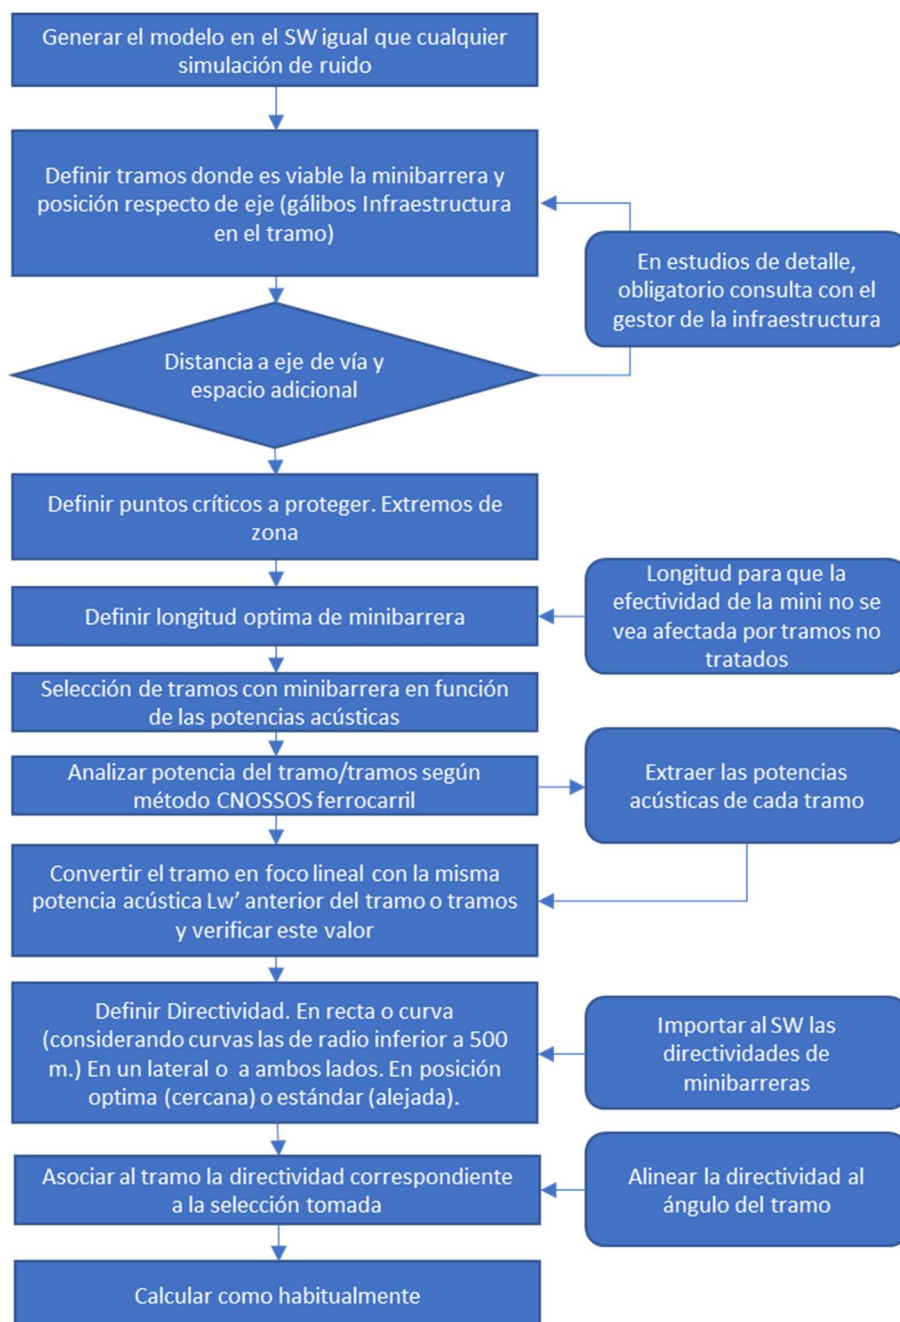 Generar el modelo en el SW igual que cualquier
simulación de ruido
Definir tramos donde es viable la minibarrera y
posición respecto de eje (gálibos Infraestructura
en el tramo)
En estudios de detalle,
obligatorio consulta con el
gestor de la infraestructura
Distancia a eje de vía y
espacio adicional
Definir puntos críticos a proteger. Extremos de
zona
Definir longitud optima de minibarrera
Longitud para que la
efectividad de la mini no se
vea afectada por tramos no
tratados
Selección de tramos con minibarrera en función
de las potencias acústicas
Analizar potencia del tramo/tramos según
método CNOSSOS ferrocarril
Extraer las potencias
acústicas de cada tramo
Convertir el tramo en foco lineal con la misma
potencia acústica Lw’ anterior del tramo o tramos
y verificar este valor
Definir Directividad. En recta o curva
(considerando curvas las de radio inferior a 500
m.) En un lateral o  a ambos lados. En posición
optima (cercana) o estándar (alejada).
Importar al SW las
directividades de
minibarreras
Asociar al tramo la directividad correspondiente
a la selección tomada
Alinear la directividad al
ángulo del tramo
Calcular como habitualmente